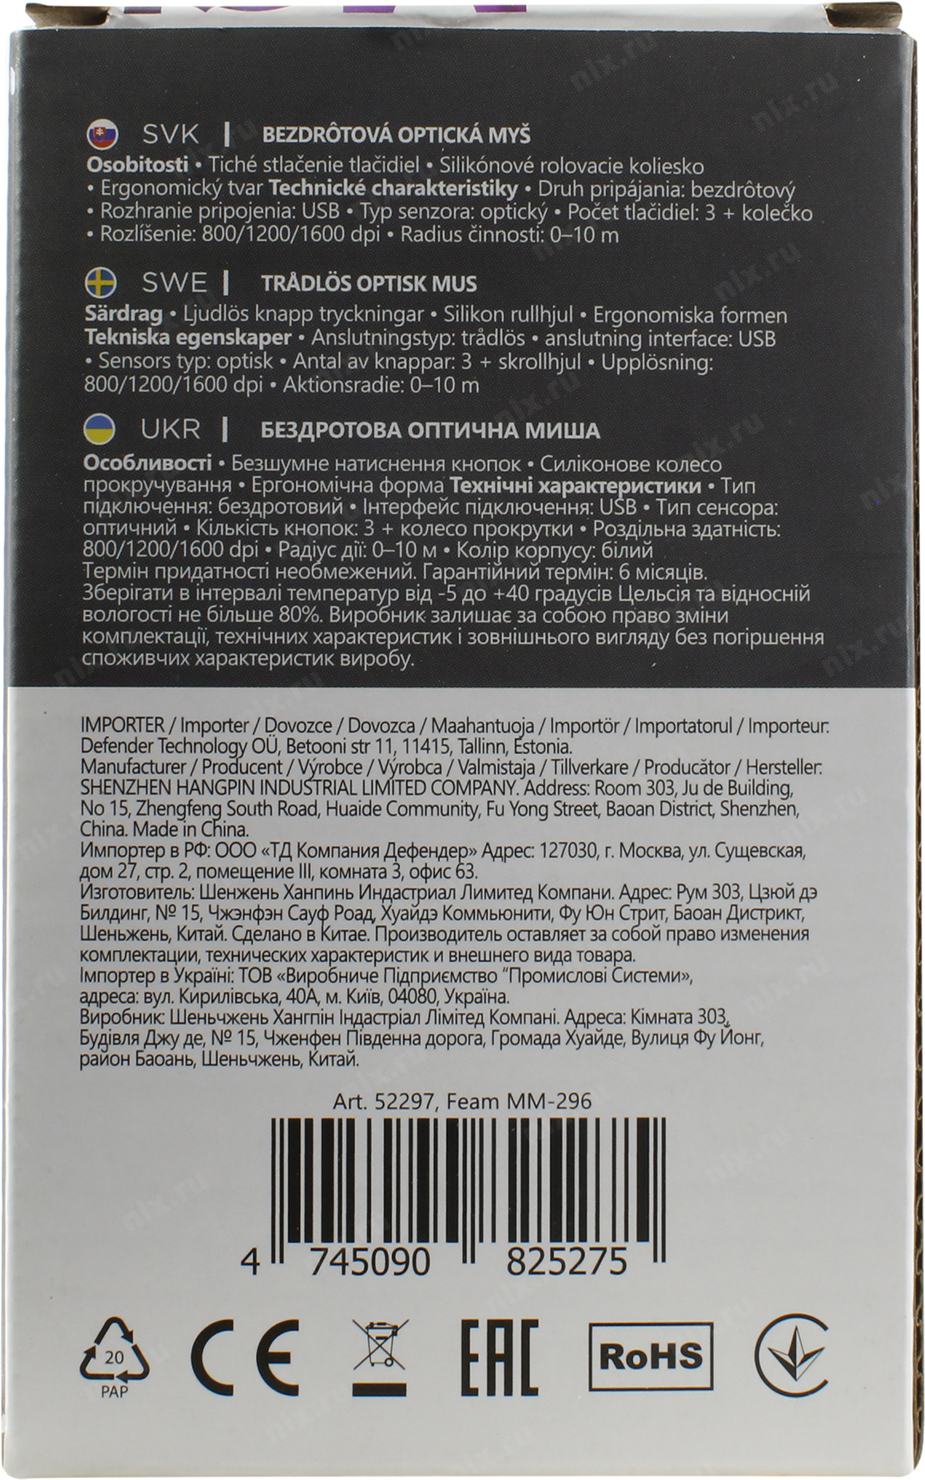 SVK | BEZDRÔTOVÁ OPTICKÁ MYŠ
Osobitosti • Tiché stlačenie tlačidiel • Silikónové rolovacie koliesko
• Ergonomický tvar Technické charakteristiky • Druh pripájania: bezdrôtový
• Rozhranie pripojenia: USB • Typ senzora: optický • Počet tlačidiel: 3 + kolečko
• Rozlíšenie: 800/1200/1600 dpi • Radius činnosti: 0–10 m
SWE | TRÅDLÖS OPTISK MUS
Särdrag • Ljudlös knapp tryckningar • Silikon rullhjul • Ergonomiska formen
Tekniska egenskaper • Anslutningstyp: trådlös • anslutning interface: USB
• Sensors typ: optisk • Antal av knappar: 3 + skrollhjul • Upplösning:
800/1200/1600 dpi • Aktionsradie: 0–10 m
UKR | БЕЗДРОТОВА ОПТИЧНА МИША
Особливості • Безшумне натиснення кнопок • Силіконове колесо
прокручування • Ергономічна форма Технічні характеристики • Тип
підключення: бездротовий • Інтерфейс підключення: USB • Тип сенсора:
оптичний • Кількість кнопок: 3 + колесо прокрутки • Роздільна здатність:
800/1200/1600 dpi • Радіус дії: 0–10 м • Колір корпусу: білий
Термін придатності необмежений. Гарантійний термін: 6 місяців.
Зберігати в інтервалі температур від -5 до +40 градусів Цельсія та відносній
вологості не більше 80%. Виробник залишає за собою право зміни
комплектації, технічних характеристик і зовнішнього вигляду без погіршення
споживчих характеристик виробу.
IMPORTER / Importer / Dovozce / Dovozca / Maahantuoja / Importör / Importatorul / Importeur:
Defender Technology OÜ, Betooni str 11, 11415, Tallinn, Estonia.
Manufacturer / Producent / Výrobce / Výrobca / Valmistaja / Tillverkare / Producător / Hersteller:
SHENZHEN HANGPIN INDUSTRIAL LIMITED COMPANY. Address: Room 303, Ju de Building,
No 15, Zhengfeng South Road, Huaide Community, Fu Yong Street, Baoan District, Shenzhen,
China. Made in China.
Импортер в РФ: ООО «ТД Компания Дефендер» Адрес: 127030, г. Москва, ул. Сущевская,
дом 27, стр. 2, помещение III, комната 3, офис 63.
Изготовитель: Шенжень Ханпинь Индастриал Лимитед Компани. Адрес: Рум 303, Цзюй дэ
Билдинг, № 15, Чжэнфэн Сауф Роад, Хуайдэ Коммьюнити, Фу Юн Стрит, Баоан Дистрикт,
Шеньжень, Китай. Сделано в Китае. Производитель оставляет за собой право изменения
комплектации, технических характеристик и внешнего вида товара.
Імпортер в Україні: ТОВ «Виробниче Підприємство "Промислові Системи»,
адреса: вул. Кирилівська, 40А, м. Київ, 04080, Україна.
Виробник: Шеньчжень Хангпін Індастріал Лімітед Компані. Адреса: Кімната 303,
Будівля Джу де, № 15, Чженфен Південна дорога, Громада Хуайде, Вулиця Фу Йонг,
район Баоань, Шеньчжень, Китай.
Art. 52297, Feam MM-296
4 745090 825275
20
PAP
CE
EAC
RoHS
nix.ru